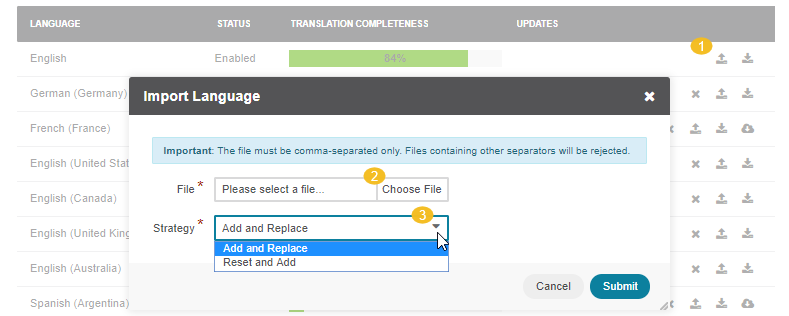 LANGUAGE STATUS TRANSLATION COMPLETENESS UPDATES
English Enabled 84% 1
German (Germany)
Import Language
French (France)
Important: The file must be comma-separated only. Files containing other separators will be rejected.
English (United Stat
2
File * Please select a file... Choose File
English (Canada)
3
Strategy * Add and Replace
English (United King
Add and Replace
Reset and Add
English (Australia)
Cancel Submit
Spanish (Argentina)